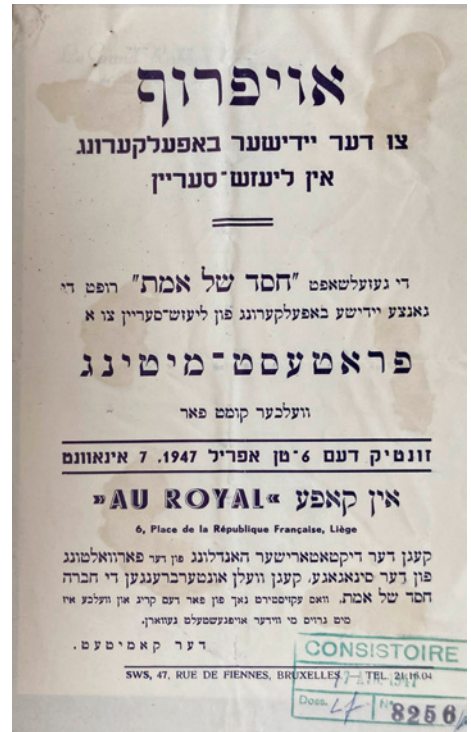 אויפרוף
צו דער יידישער באפעלקערונג
אין ליעזש־סעריין
די געזעלשאפט "חסד של אמת" רופט די
גאנצע יידישע באפעלקערונג פון ליעזש־סעריין צו א
פראטעסט־מיטינג
וועלכער קומט פאר
זונטיק דעם 6־טן אפריל 1947, 7 אינאוונט
אין קאפע «AU ROYAL»
6, Place de la République Française, Liège
קעגן דער דיקטאטארישער האנדלונג פון דער פארוואלטונג
פון דער סינאגאגע, קעגן וועלן אונטערברענגען די חברה
חסד של אמת, וואס עקזיסטירט נאך פון פאר דעם קריג און וועלכע איז
מיט גרויס מי ווידער אויפגעשטעלט געווארן.
דער קאמיטעט.
SWS, 47, RUE DE FIENNES, BRUXELLES. — TEL. 21.16.04
CONSISTOIRE
1947
Doss. Nº 8256